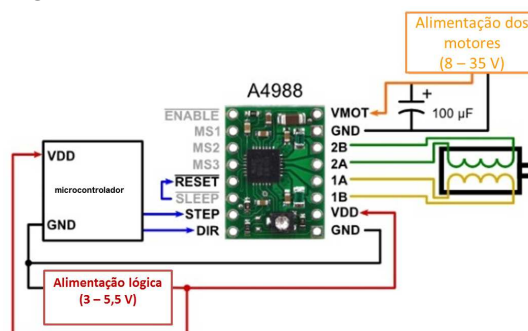 Alimentação dos
motores
(8 – 35 V)
A4988
ENABLE
MS1
MS2
MS3
RESET
SLEEP
STEP
DIR
VMOT
GND
2B
2A
1A
1B
VDD
GND
+
100 µF
VDD
microcontrolador
GND
Alimentação lógica
(3 – 5,5 V)